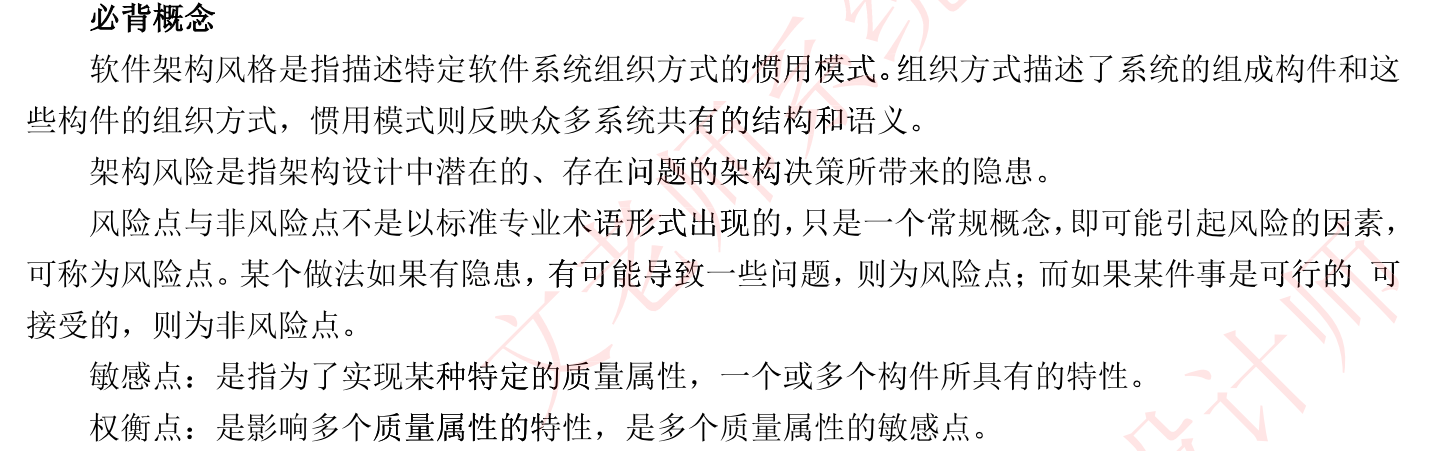 必背概念
软件架构风格是指描述特定软件系统组织方式的惯用模式。组织方式描述了系统的组成构件和这
些构件的组织方式，惯用模式则反映众多系统共有的结构和语义。
架构风险是指架构设计中潜在的、存在问题的架构决策所带来的隐患。
风险点与非风险点不是以标准专业术语形式出现的，只是一个常规概念，即可能引起风险的因素，
可称为风险点。某个做法如果有隐患，有可能导致一些问题，则为风险点；而如果某件事是可行的 可
接受的，则为非风险点。
敏感点：是指为了实现某种特定的质量属性，一个或多个构件所具有的特性。
权衡点：是影响多个质量属性的特性，是多个质量属性的敏感点。
文老师系统
设计师